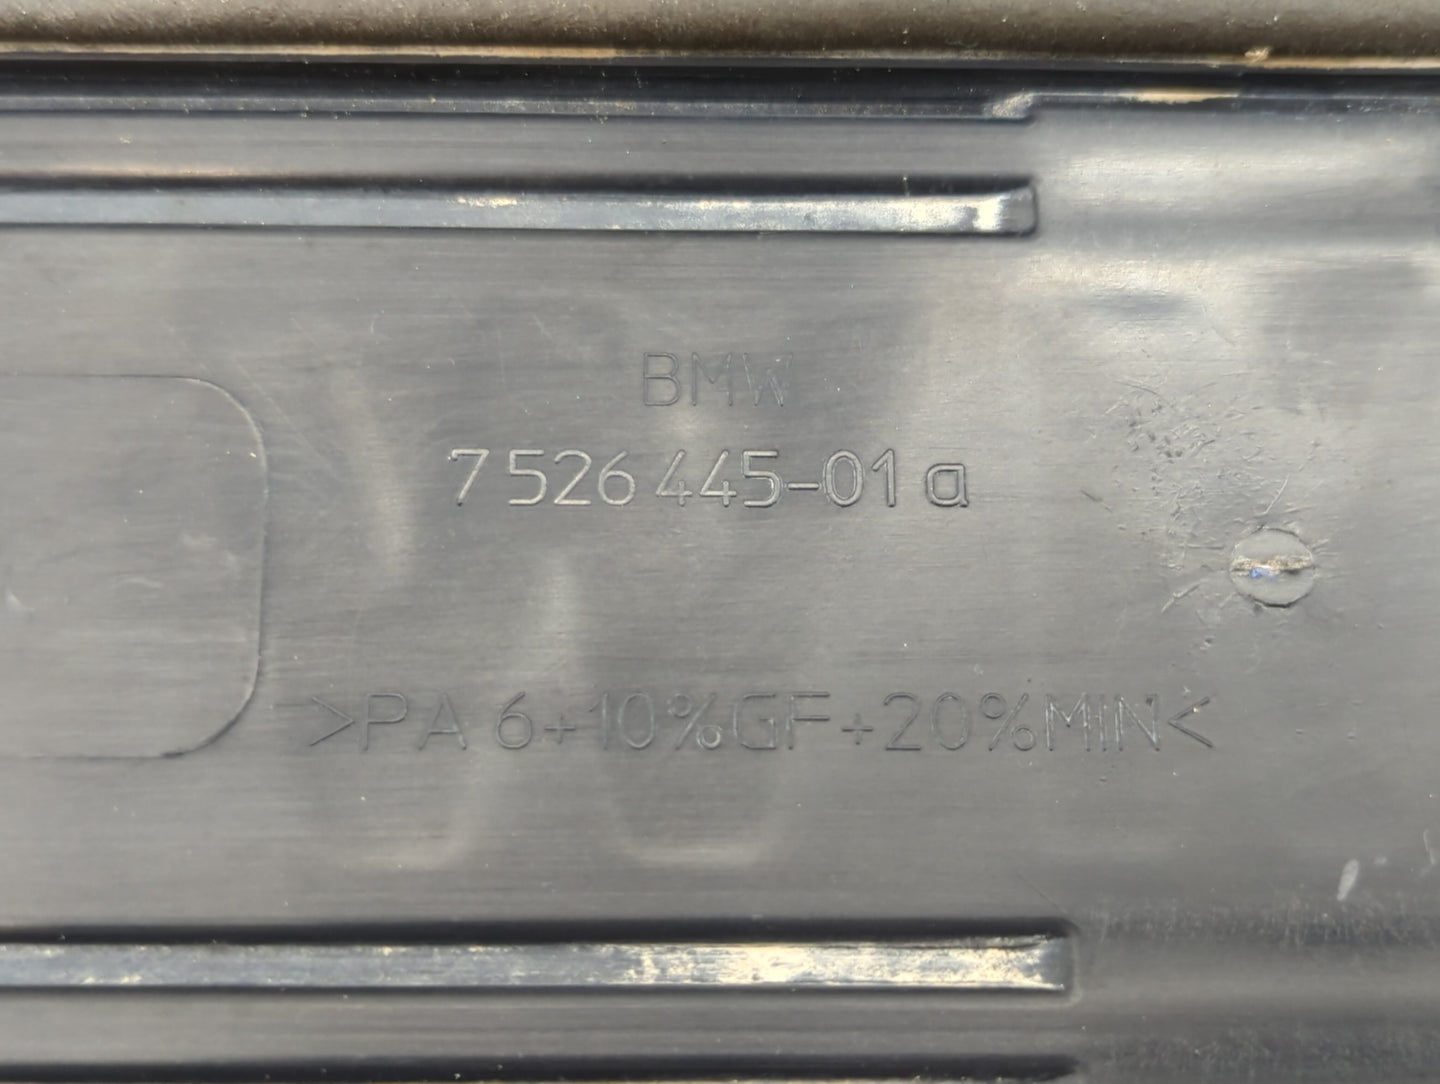 BMW
7 526 445-01 a
>PA 6+10%GF+20%MIN<